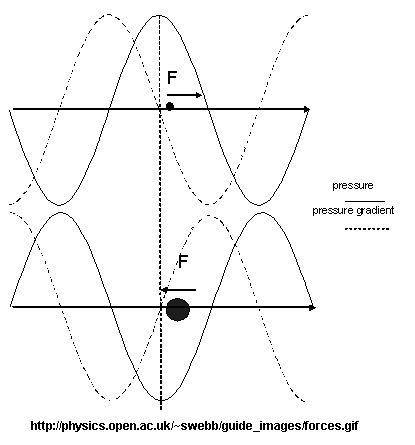 F
pressure
pressure gradient
F
http://physics.open.ac.uk/~swebb/guide_images/forces.gif